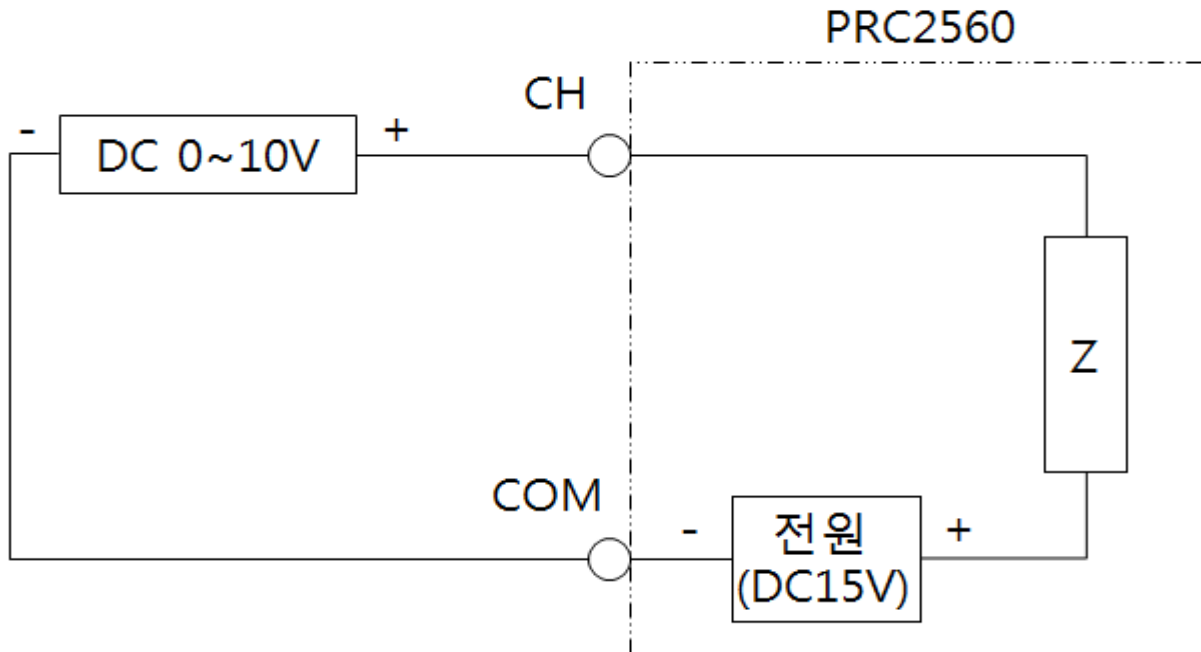 PRC2560
CH
- DC 0~10V +
Z
COM
- 전원 +
(DC15V)